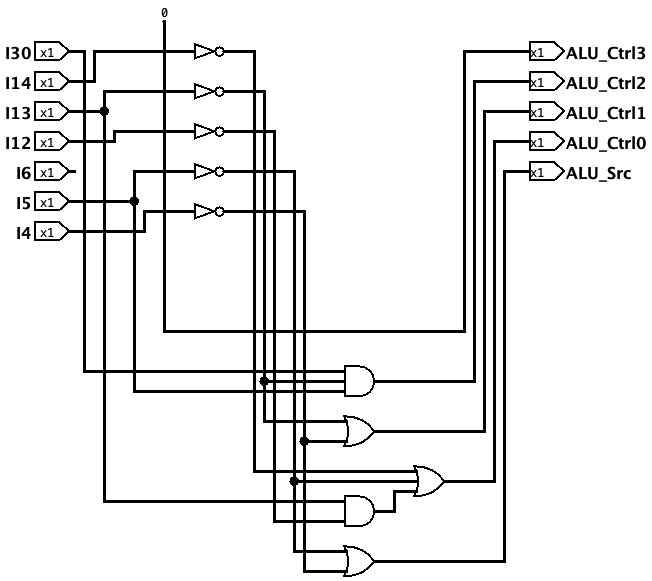 0
I30 x1
x1 ALU_Ctrl3
I14 x1
x1 ALU_Ctrl2
I13 x1
x1 ALU_Ctrl1
I12 x1
x1 ALU_Ctrl0
I6 x1
x1 ALU_Src
I5 x1
I4 x1